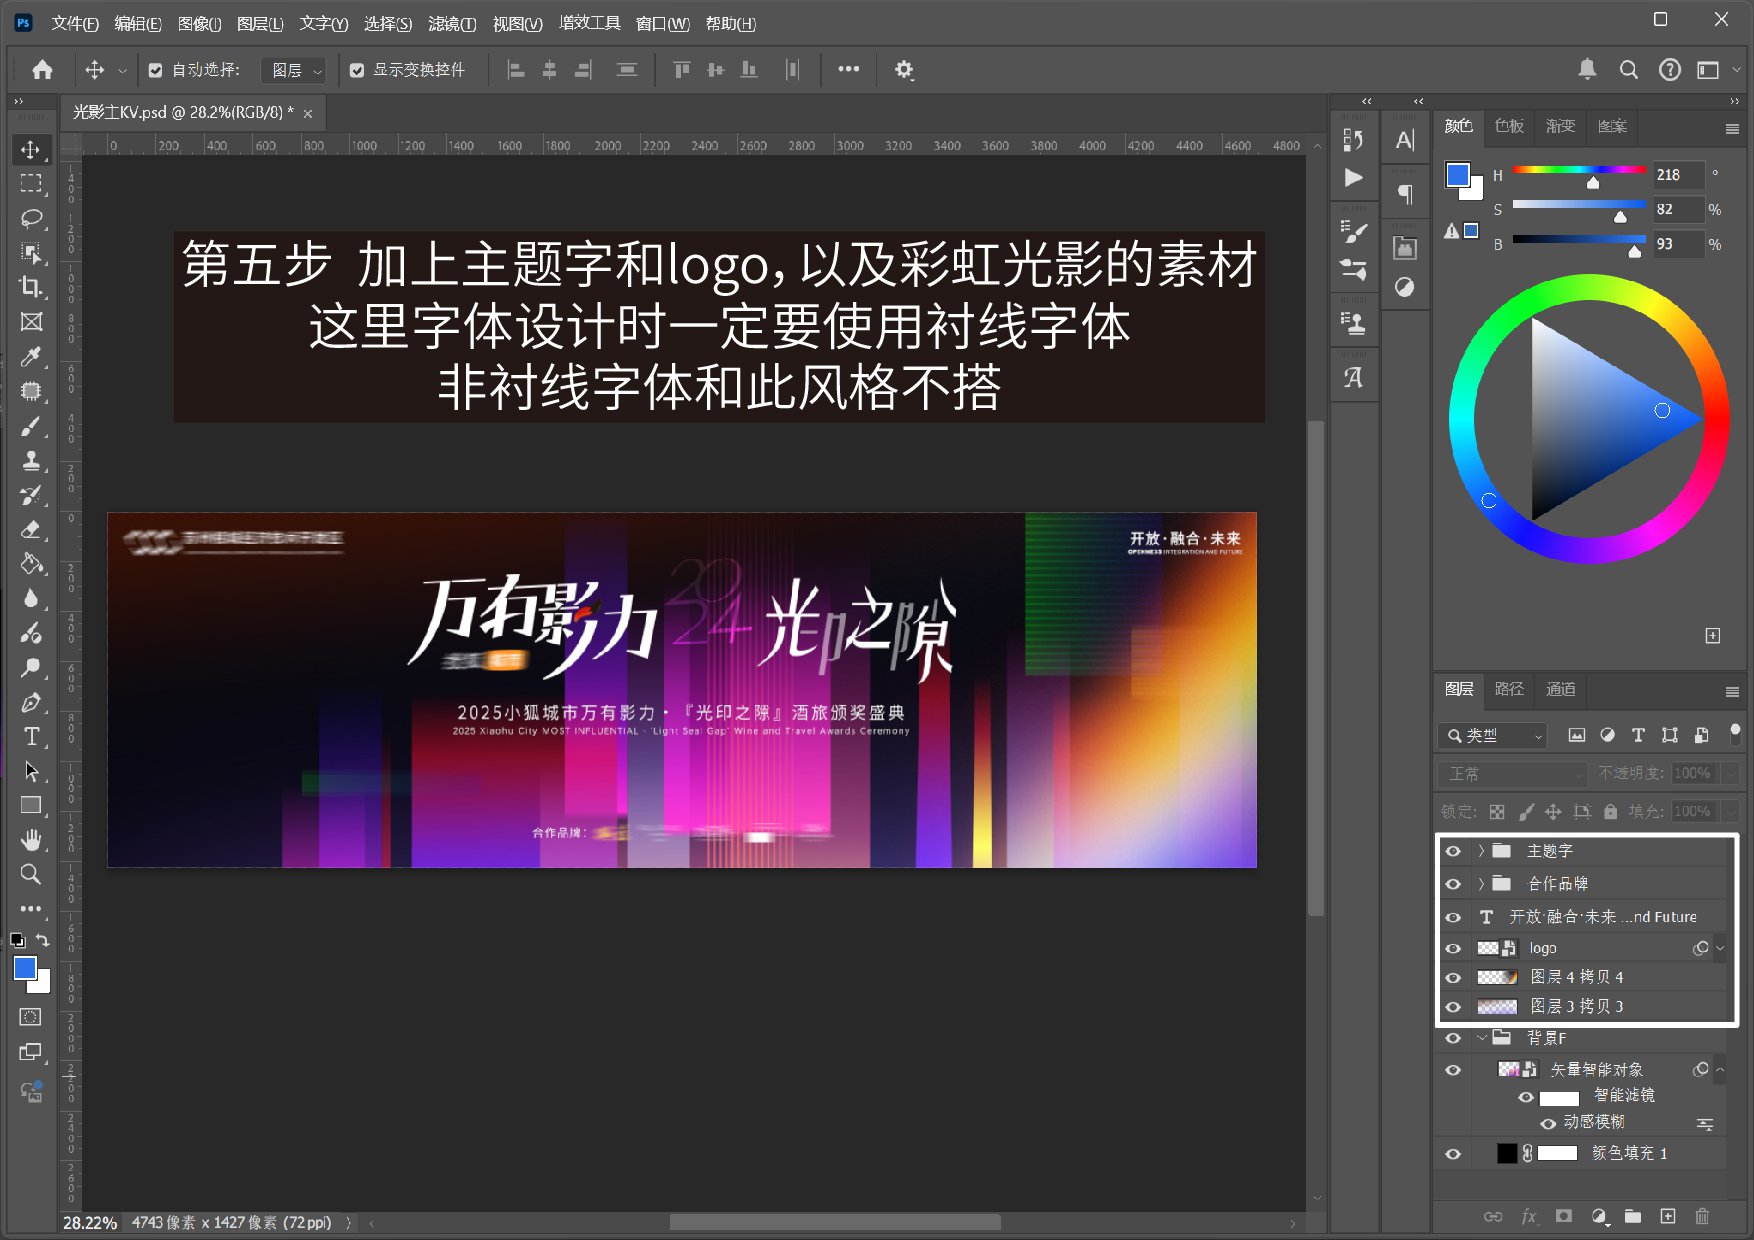 Ps 文件(F) 编辑(E) 图像(I) 图层(L) 文字(Y) 选择(S) 滤镜(T) 视图(V) 增效工具 窗口(W) 帮助(H)
自动选择: 图层 显示变换控件
光影主KV.psd @ 28.2%(RGB/8) * ×
0 200 400 600 800 1000 1200 1400 1600 1800 2000 2200 2400 2600 2800 3000 3200 3400 3600 3800 4000 4200 4400 4600 4800
第五步 加上主题字和logo,以及彩虹光影的素材
这里字体设计时一定要使用衬线字体
非衬线字体和此风格不搭
开放·融合·未来
OPENNESS INTEGRATION AND FUTURE
万有影力 2024 光印之隙
2025小狐城市万有影力·『光印之隙』酒旅颁奖盛典
2025 Xiaohu City MOST INFLUENTIAL · 'Light Seal Gap' Wine and Travel Awards Ceremony
合作品牌:
28.22% 4743 像素 x 1427 像素 (72 ppi)
颜色 色板 渐变 图案
H 218 °
S 82 %
B 93 %
图层 路径 通道
类型
正常 不透明度: 100%
锁定: 填充: 100%
主题字
合作品牌
T 开放·融合·未来 ...nd Future
logo
图层 4 拷贝 4
图层 3 拷贝 3
背景F
矢量智能对象
智能滤镜
动感模糊
颜色填充 1
fx